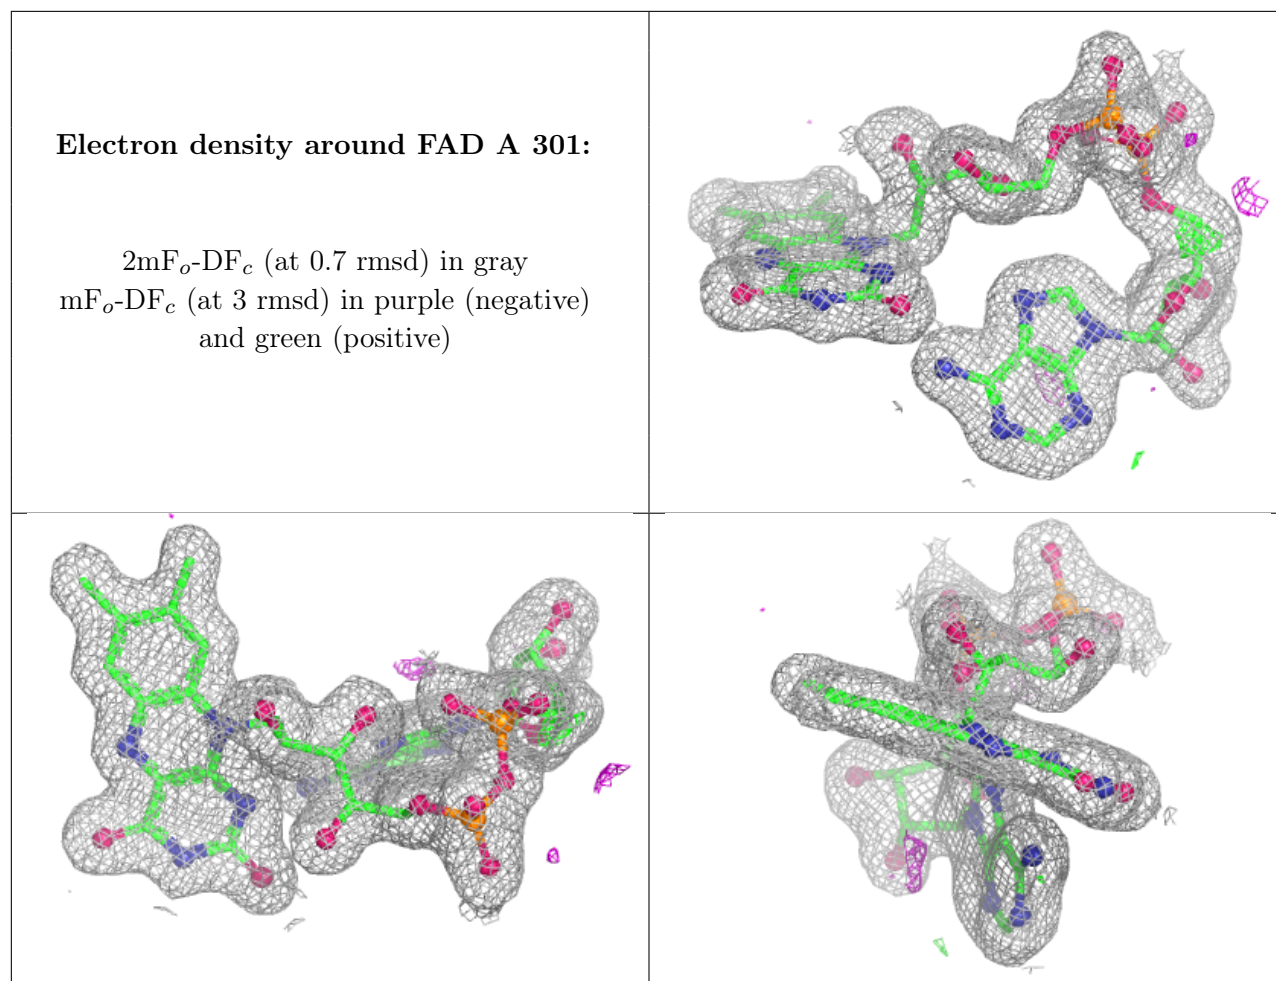 Electron density around FAD A 301:
2mFo-DFc (at 0.7 rmsd) in gray
mFo-DFc (at 3 rmsd) in purple (negative)
and green (positive)